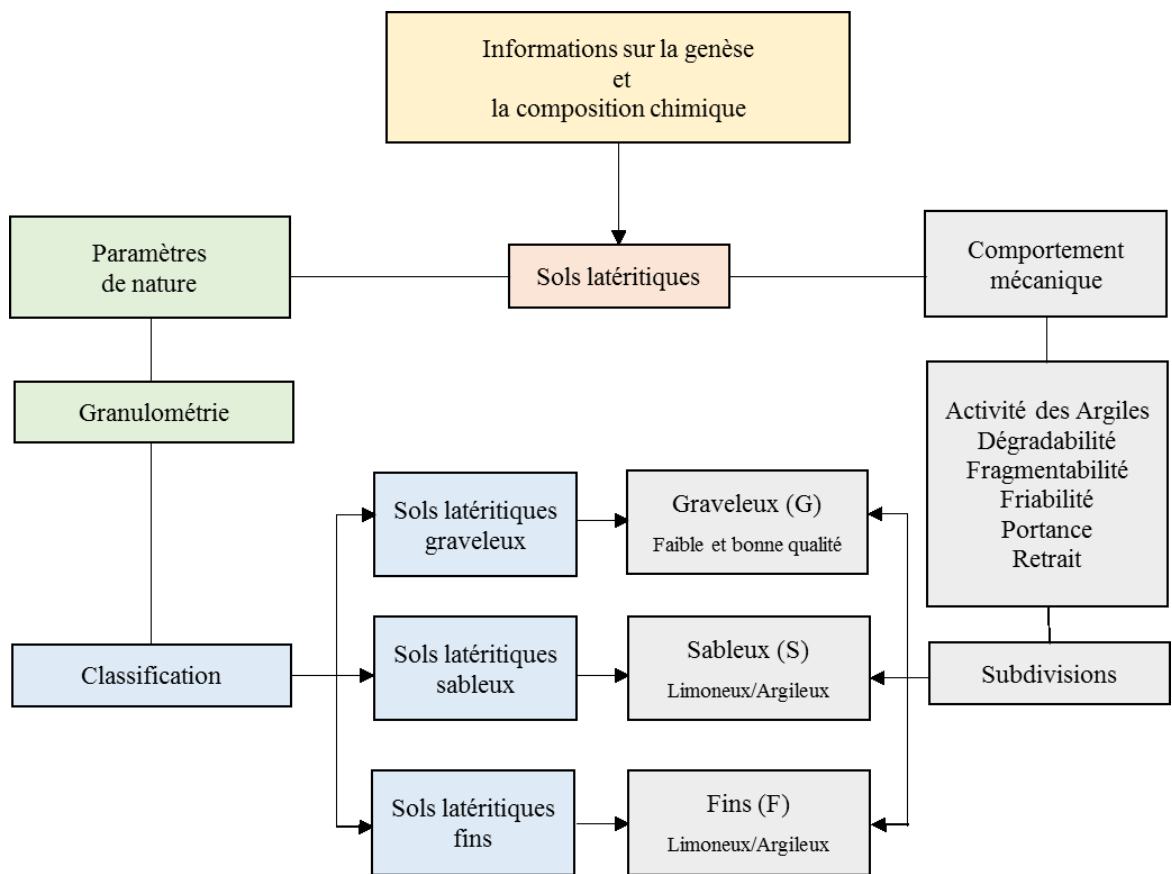 Informations sur la genèse
et
la composition chimique
Paramètres
de nature
Sols latéritiques
Comportement
mécanique
Granulométrie
Activité des Argiles
Dégradabilité
Fragmentabilité
Friabilité
Portance
Retrait
Sols latéritiques
graveleux
Graveleux (G)
Faible et bonne qualité
Classification
Sols latéritiques
sableux
Sableux (S)
Limoneux/Argileux
Subdivisions
Sols latéritiques
fins
Fins (F)
Limoneux/Argileux